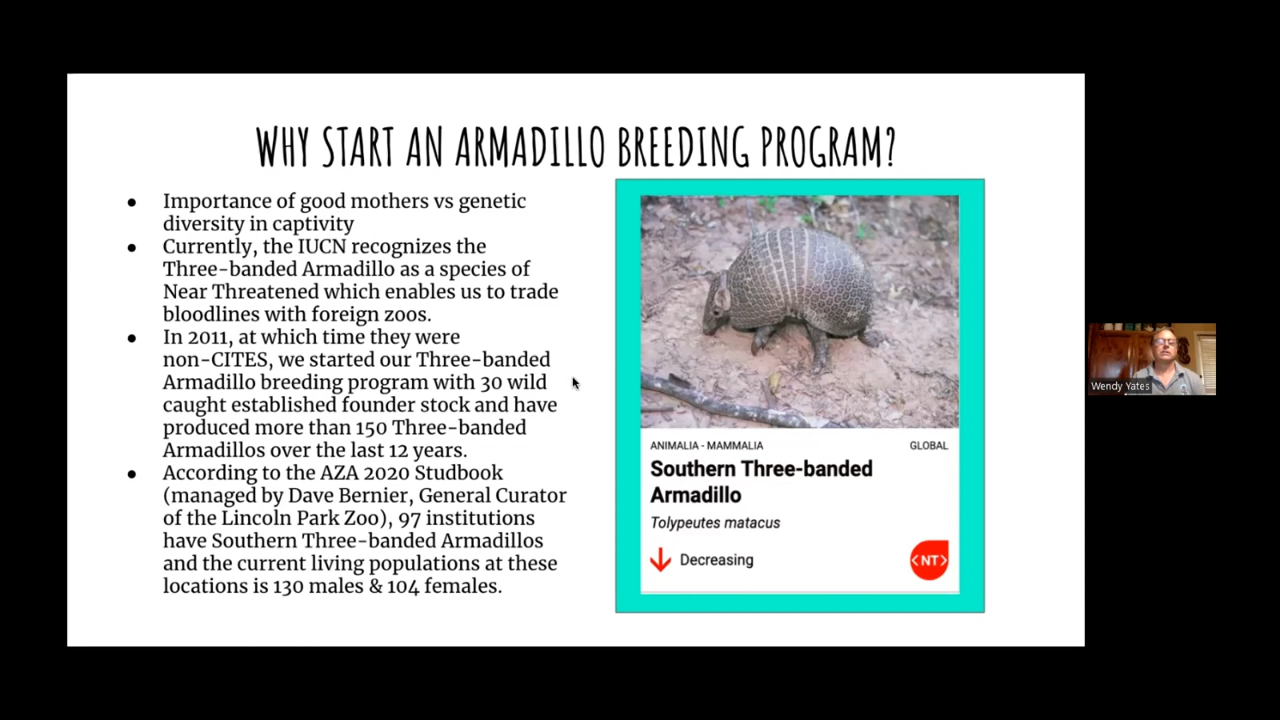 WHY START AN ARMADILLO BREEDING PROGRAM?
● Importance of good mothers vs genetic
diversity in captivity
● Currently, the IUCN recognizes the
Three-banded Armadillo as a species of
Near Threatened which enables us to trade
bloodlines with foreign zoos.
● In 2011, at which time they were
non-CITES, we started our Three-banded
Armadillo breeding program with 30 wild
caught established founder stock and have
produced more than 150 Three-banded
Armadillos over the last 12 years.
● According to the AZA 2020 Studbook
(managed by Dave Bernier, General Curator
of the Lincoln Park Zoo), 97 institutions
have Southern Three-banded Armadillos
and the current living populations at these
locations is 130 males & 104 females.
ANIMALIA - MAMMALIA GLOBAL
Southern Three-banded
Armadillo
Tolypeutes matacus
Decreasing <NT>
Wendy Yates